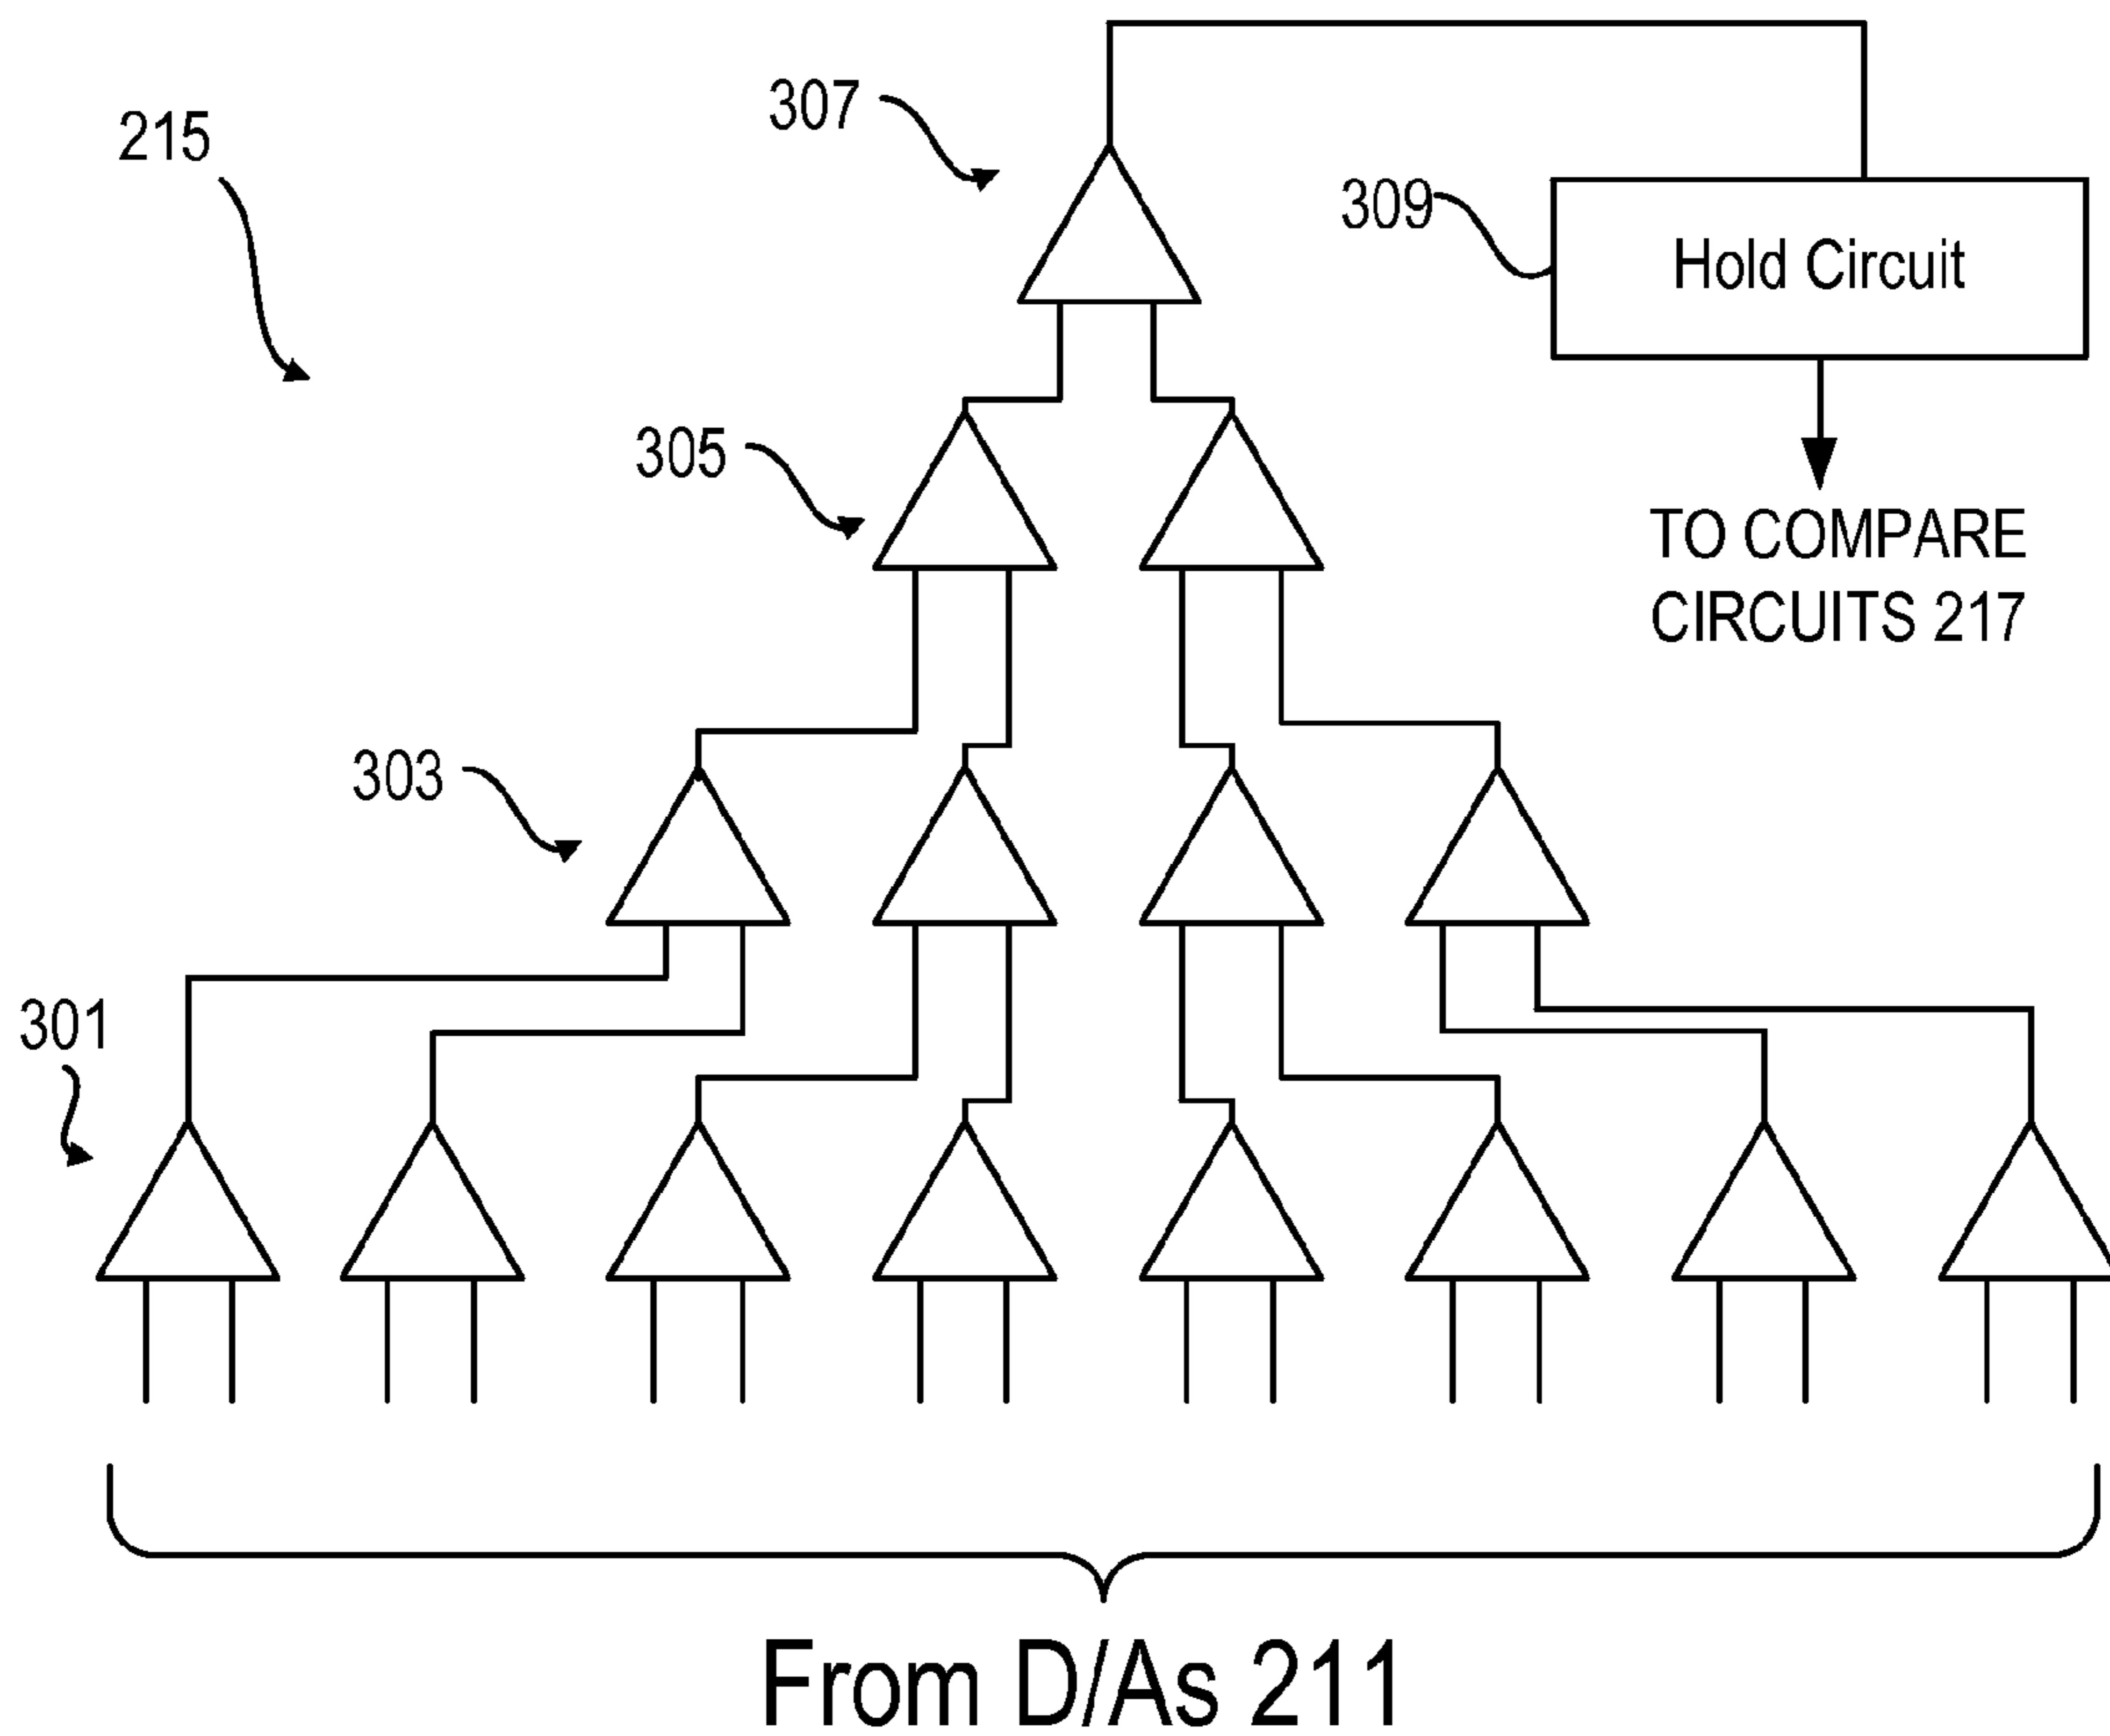 307
215
309
Hold Circuit
305
TO COMPARE
CIRCUITS 217
303
301
From D/As 211